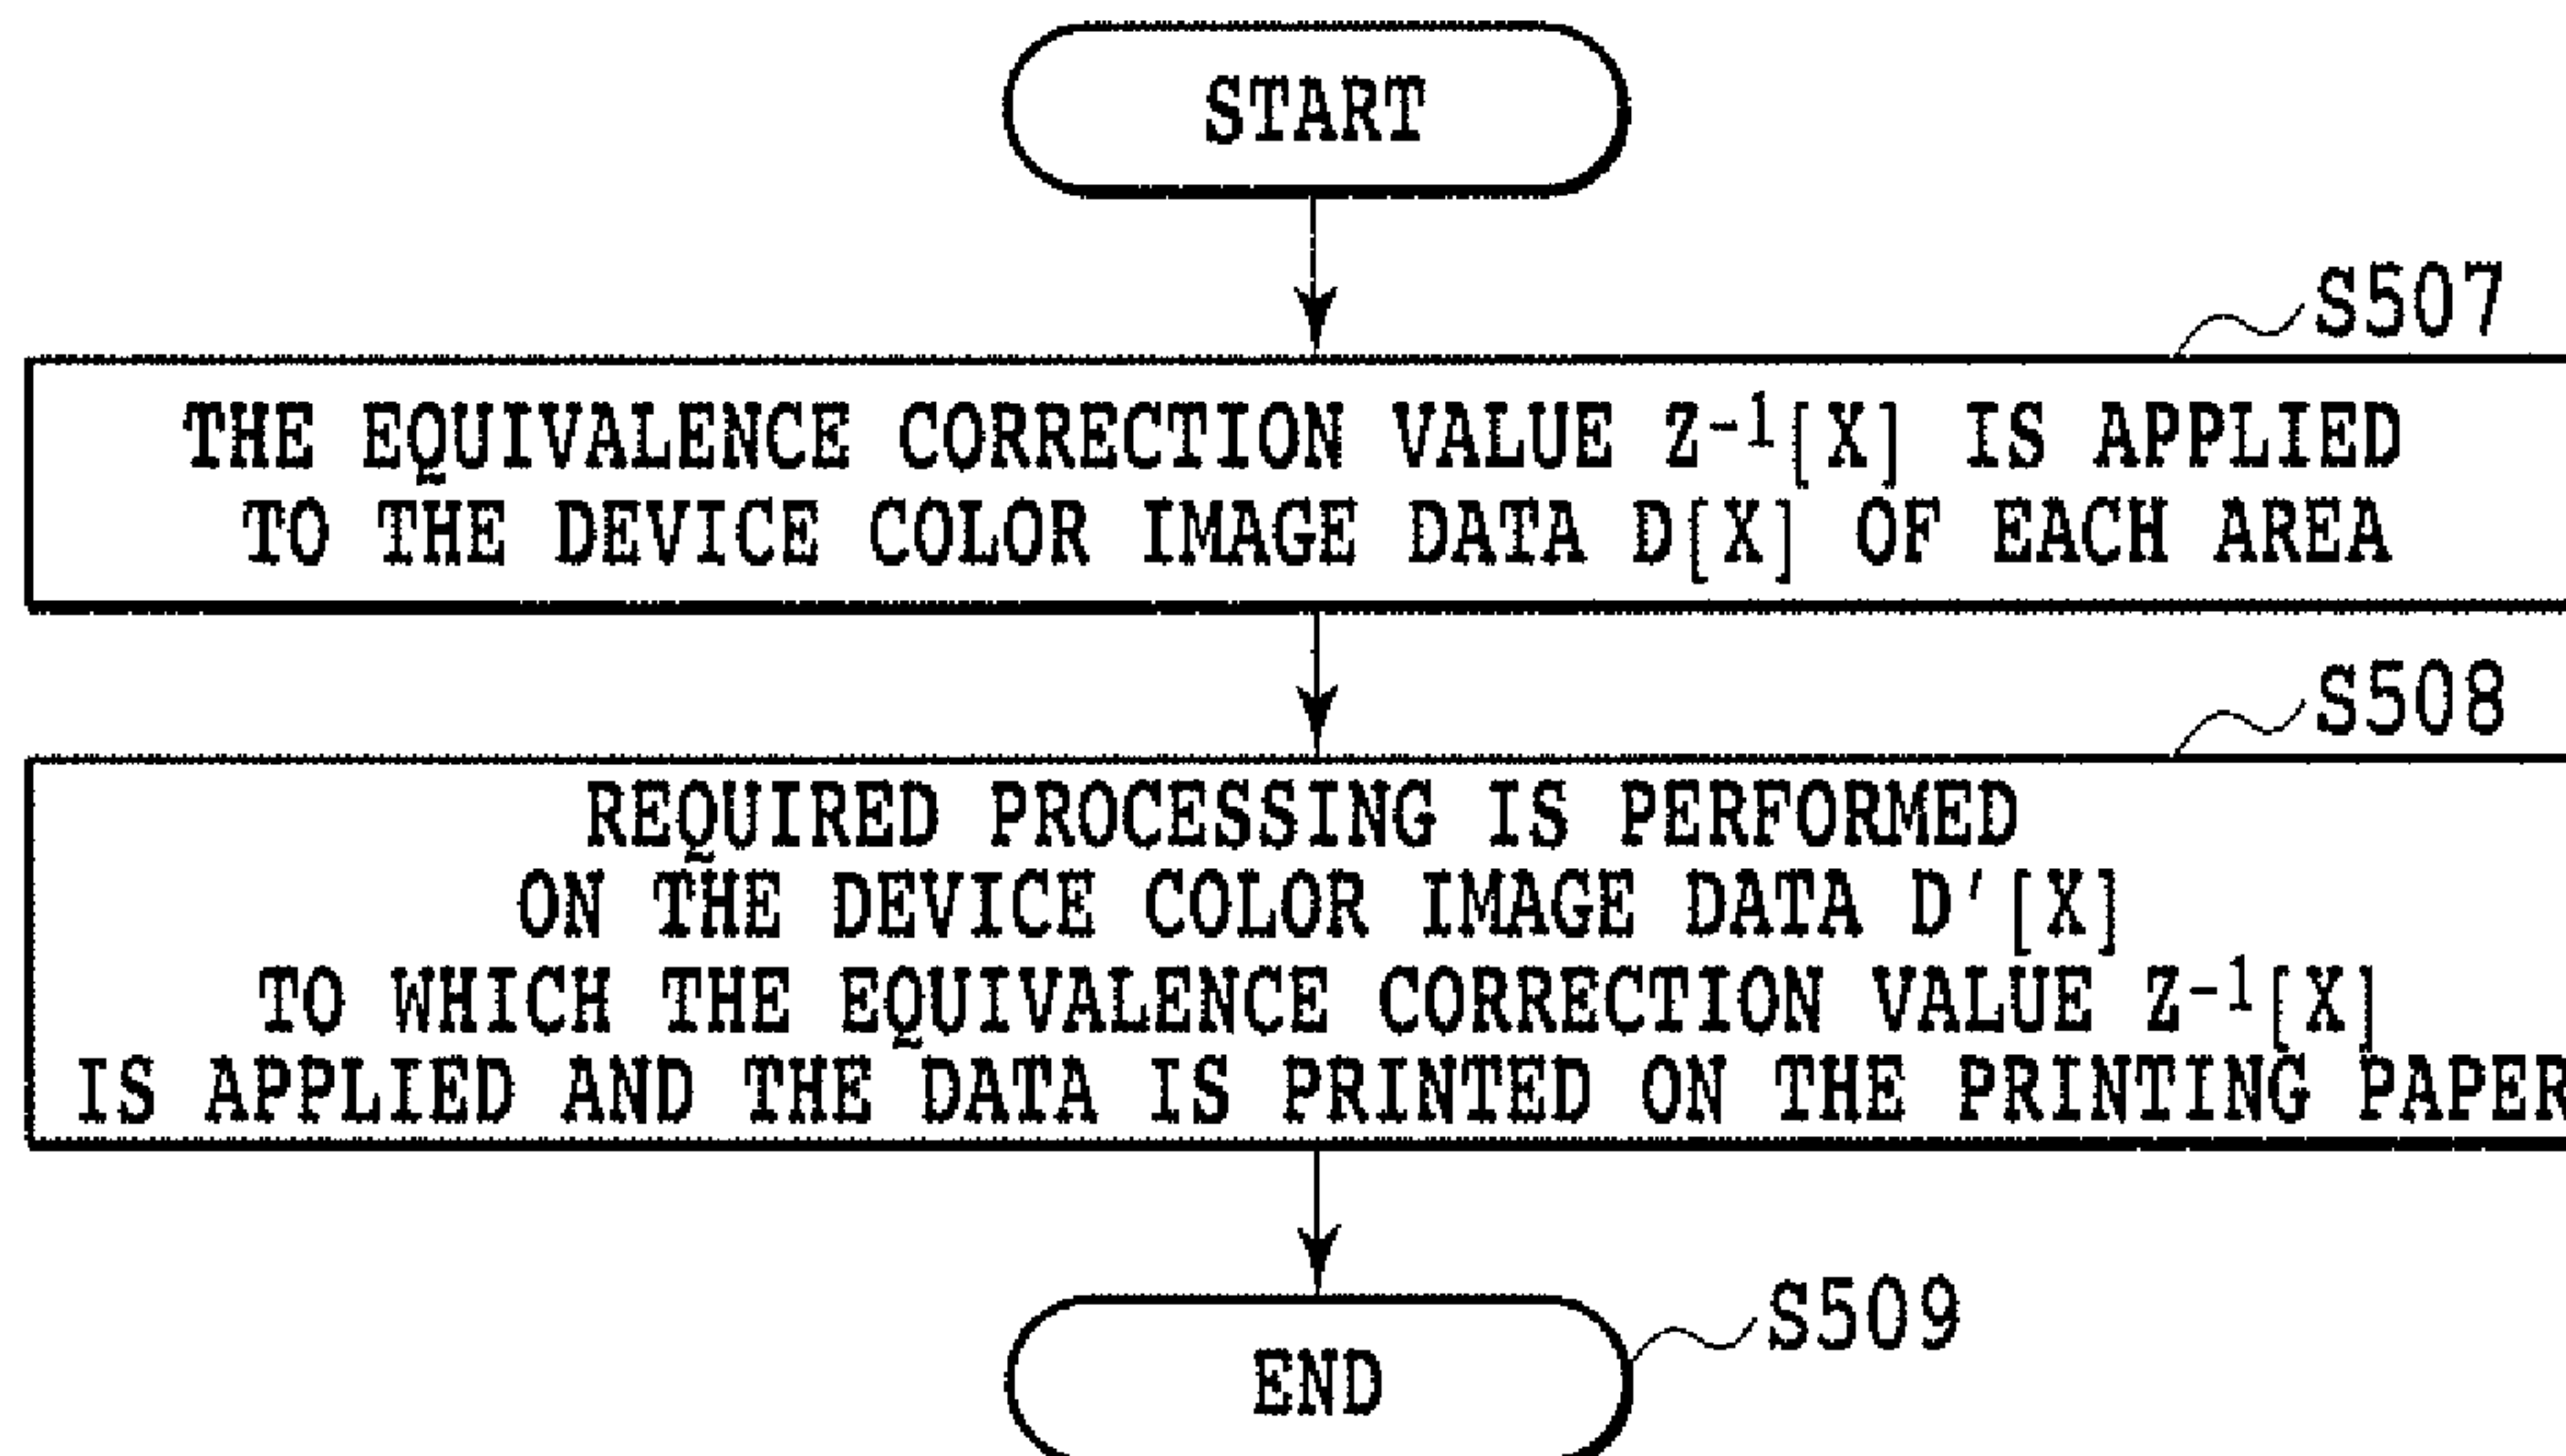 START
S507
THE EQUIVALENCE CORRECTION VALUE Z⁻¹[X] IS APPLIED
TO THE DEVICE COLOR IMAGE DATA D[X] OF EACH AREA
S508
REQUIRED PROCESSING IS PERFORMED
ON THE DEVICE COLOR IMAGE DATA D′[X]
TO WHICH THE EQUIVALENCE CORRECTION VALUE Z⁻¹[X]
IS APPLIED AND THE DATA IS PRINTED ON THE PRINTING PAPER
S509
END